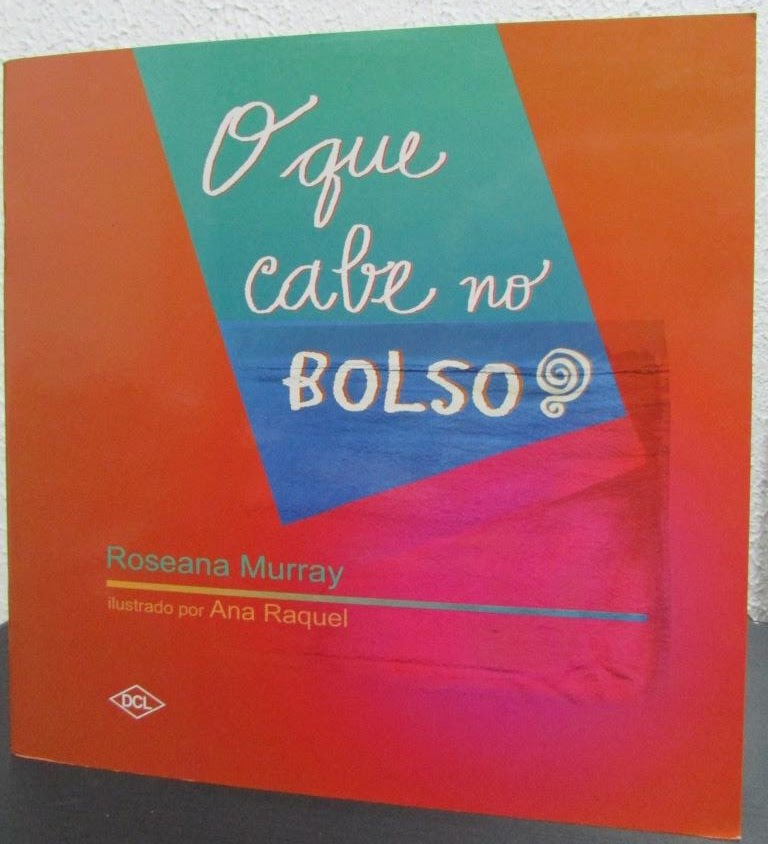 O que
cabe no
BOLSO?
Roseana Murray
ilustrado por Ana Raquel
DCL